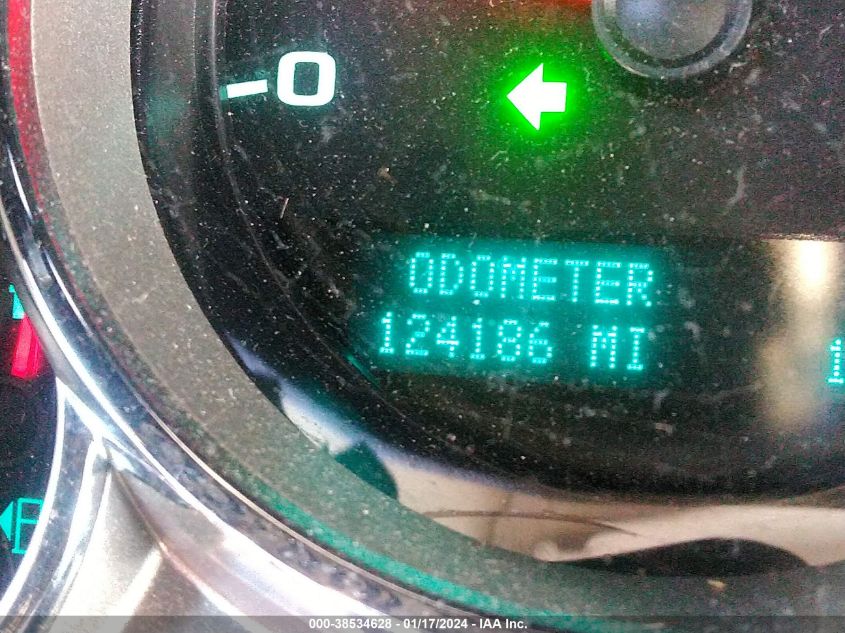 0
ODOMETER
124186 MI
000-38534628 - 01/17/2024 - IAA Inc.